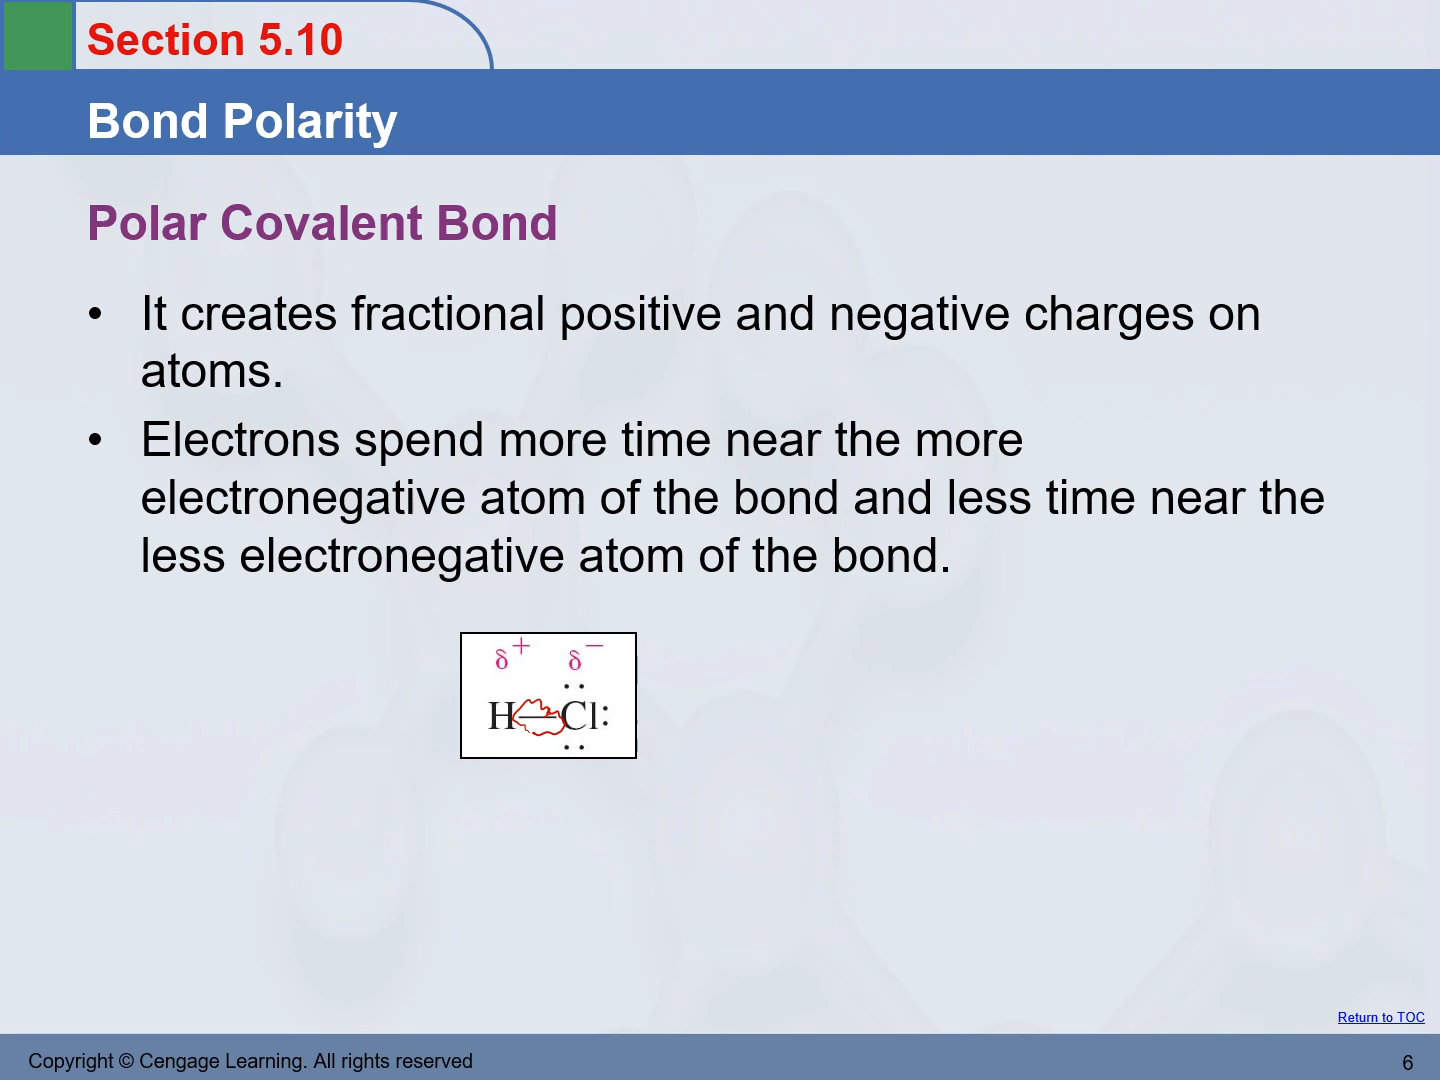 Section 5.10
Bond Polarity
Polar Covalent Bond
• It creates fractional positive and negative charges on
atoms.
• Electrons spend more time near the more
electronegative atom of the bond and less time near the
less electronegative atom of the bond.
δ+ δ−
H—Cl:
Return to TOC
Copyright © Cengage Learning. All rights reserved
6